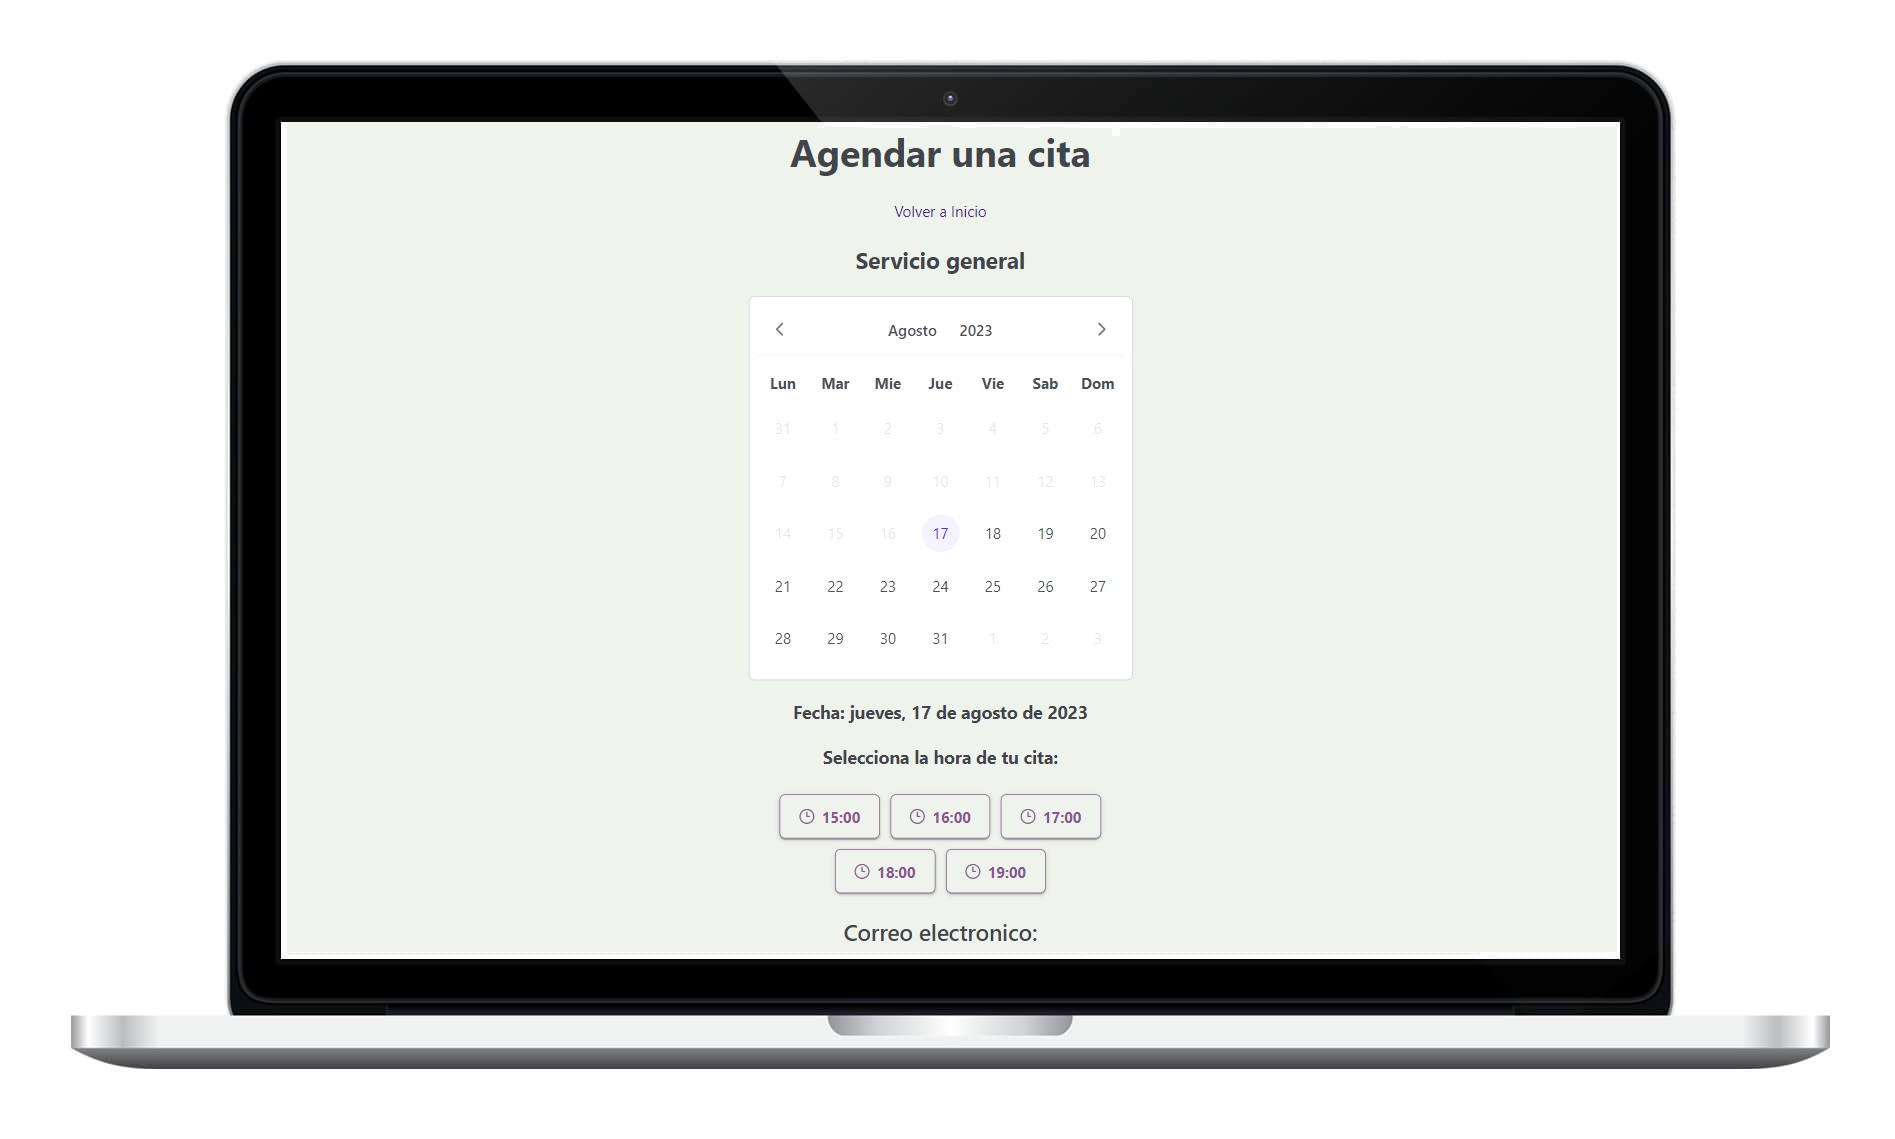 Agendar una cita
Volver a Inicio
Servicio general
Agosto 2023
Lun Mar Mie Jue Vie Sab Dom
31 1 2 3 4 5 6
7 8 9 10 11 12 13
14 15 16 17 18 19 20
21 22 23 24 25 26 27
28 29 30 31 1 2 3
Fecha: jueves, 17 de agosto de 2023
Selecciona la hora de tu cita:
15:00 16:00 17:00
18:00 19:00
Correo electronico: